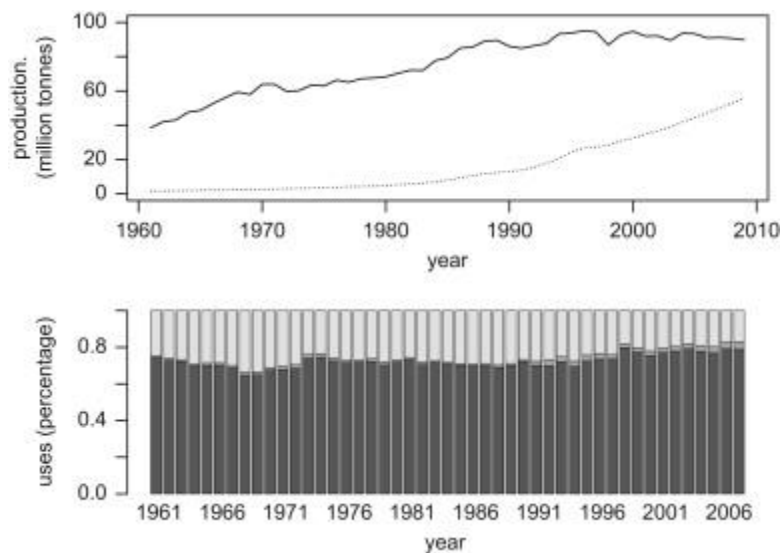 production.
(million tonnes)
100
60
20
0
1960 1970 1980 1990 2000 2010
year
uses (percentage)
0.8
0.4
0.0
1961 1966 1971 1976 1981 1986 1991 1996 2001 2006
year